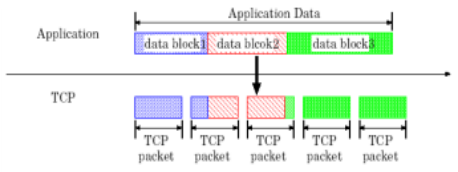 Application Data
Application
data block1 data blcok2 data block3
TCP
TCP packet
TCP packet
TCP packet
TCP packet
TCP packet